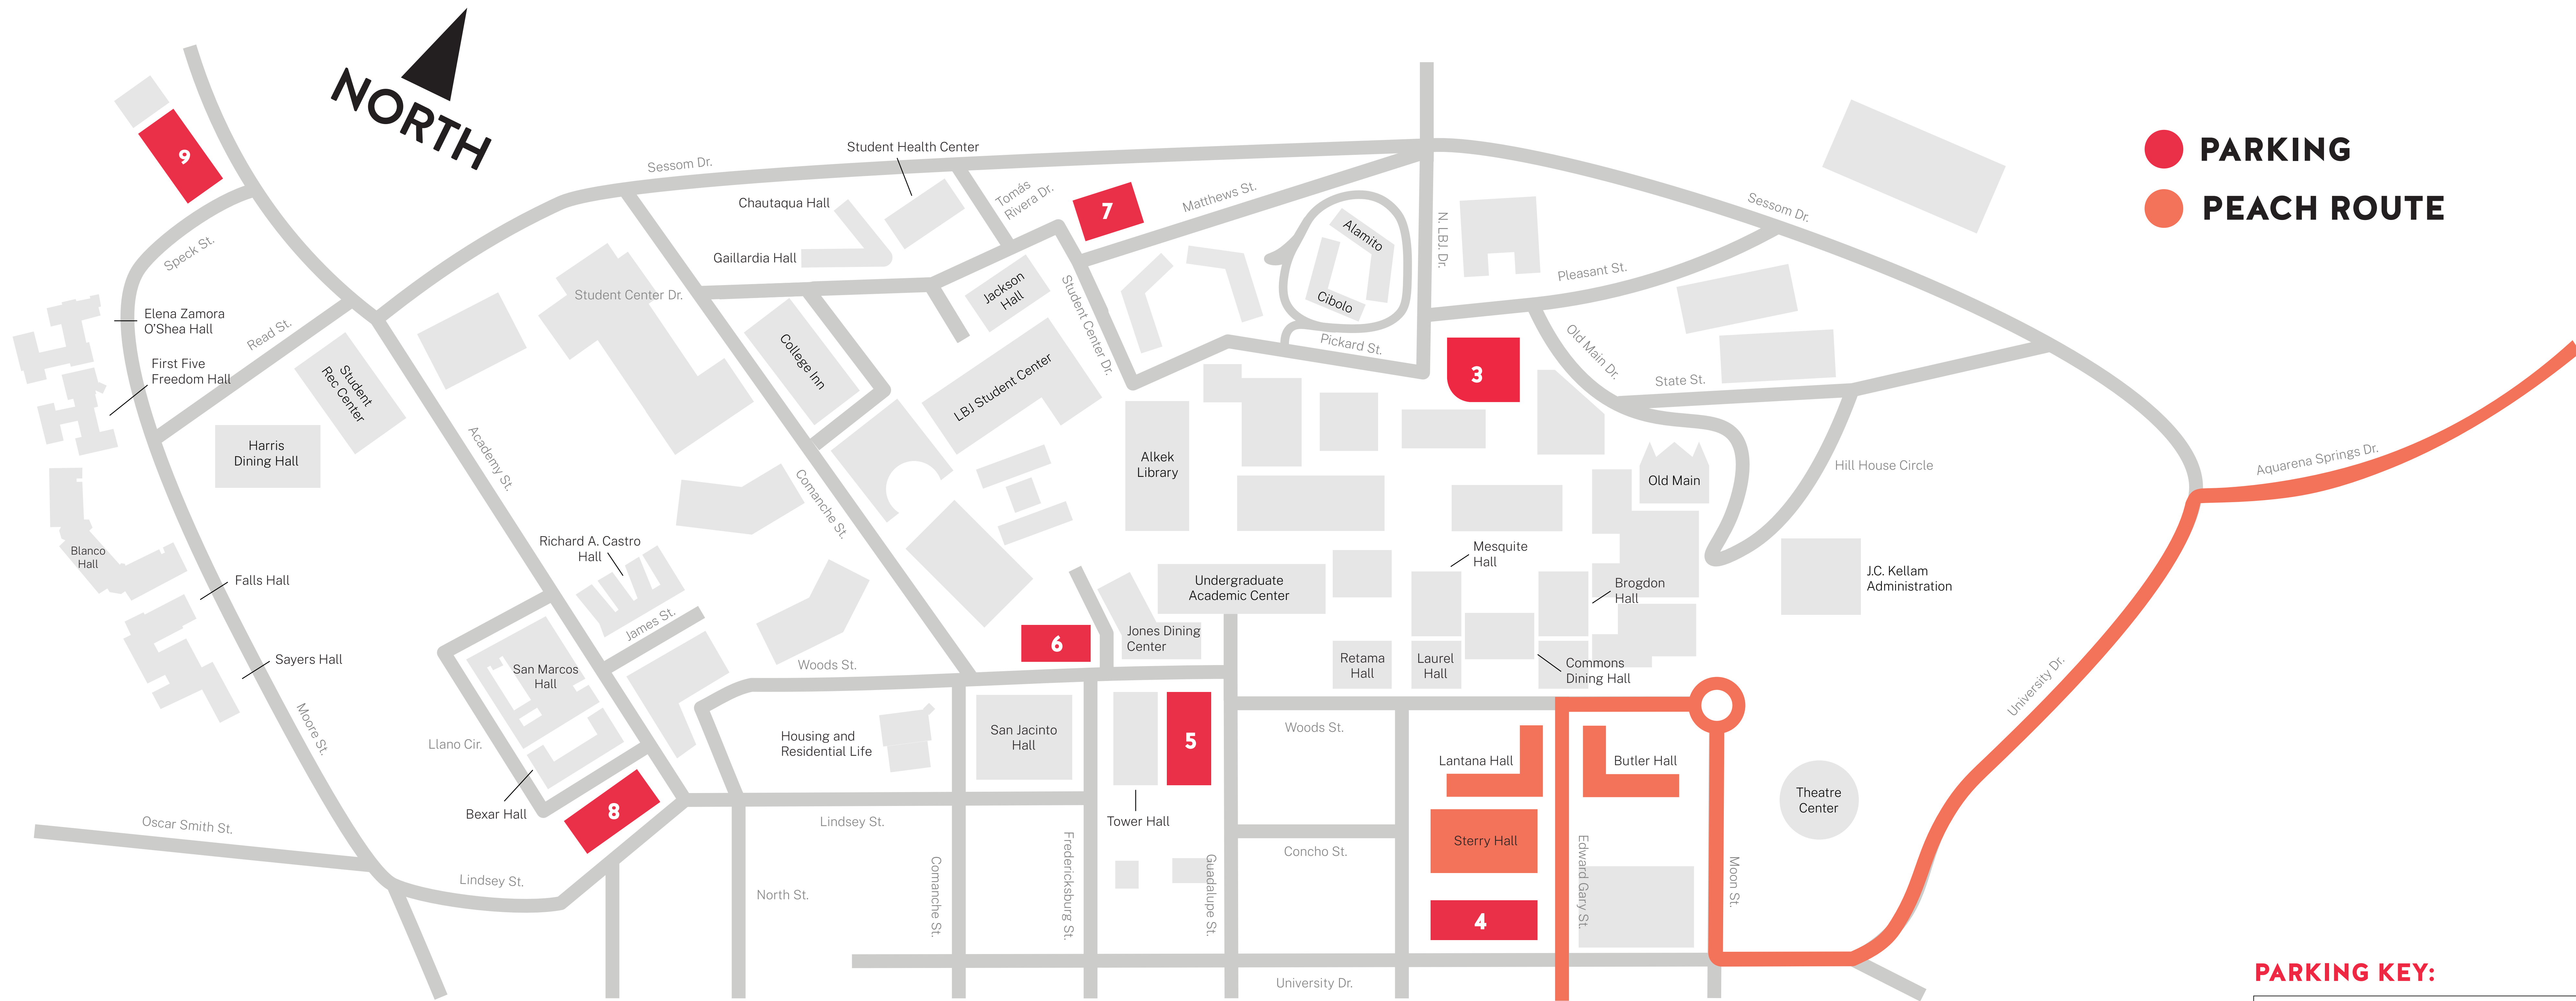 NORTH
PARKING
PEACH ROUTE
9
Sessom Dr.
Student Health Center
Tomás
Rivera Dr.
7
Matthews St.
Chautaqua Hall
Gaillardia Hall
Alamito
Cibolo
N. LBJ. Dr.
Sessom Dr.
Pleasant St.
Speck St.
Student Center Dr.
Jackson
Hall
Student Center Dr.
Elena Zamora
O'Shea Hall
Read St.
First Five
Freedom Hall
Student
Rec Center
College Inn
LBJ Student Center
Pickard St.
3
Old Main Dr.
State St.
Harris
Dining Hall
Academy St.
Comanche St.
Alkek
Library
Old Main
Hill House Circle
Aquarena Springs Dr.
Blanco
Hall
Richard A. Castro
Hall
Mesquite
Hall
Falls Hall
James St.
Undergraduate
Academic Center
Brogdon
Hall
J.C. Kellam
Administration
6
Jones Dining
Center
Sayers Hall
San Marcos
Hall
Woods St.
Retama
Hall
Laurel
Hall
Commons
Dining Hall
University Dr.
Moore St.
Llano Cir.
Housing and
Residential Life
San Jacinto
Hall
5
Woods St.
Lantana Hall
Butler Hall
Bexar Hall
8
Oscar Smith St.
Lindsey St.
Tower Hall
Theatre
Center
Sterry Hall
Concho St.
Lindsey St.
North St.
Comanche St.
Fredericksburg St.
Guadalupe St.
4
Edward Gary St.
Moon St.
University Dr.
PARKING KEY: